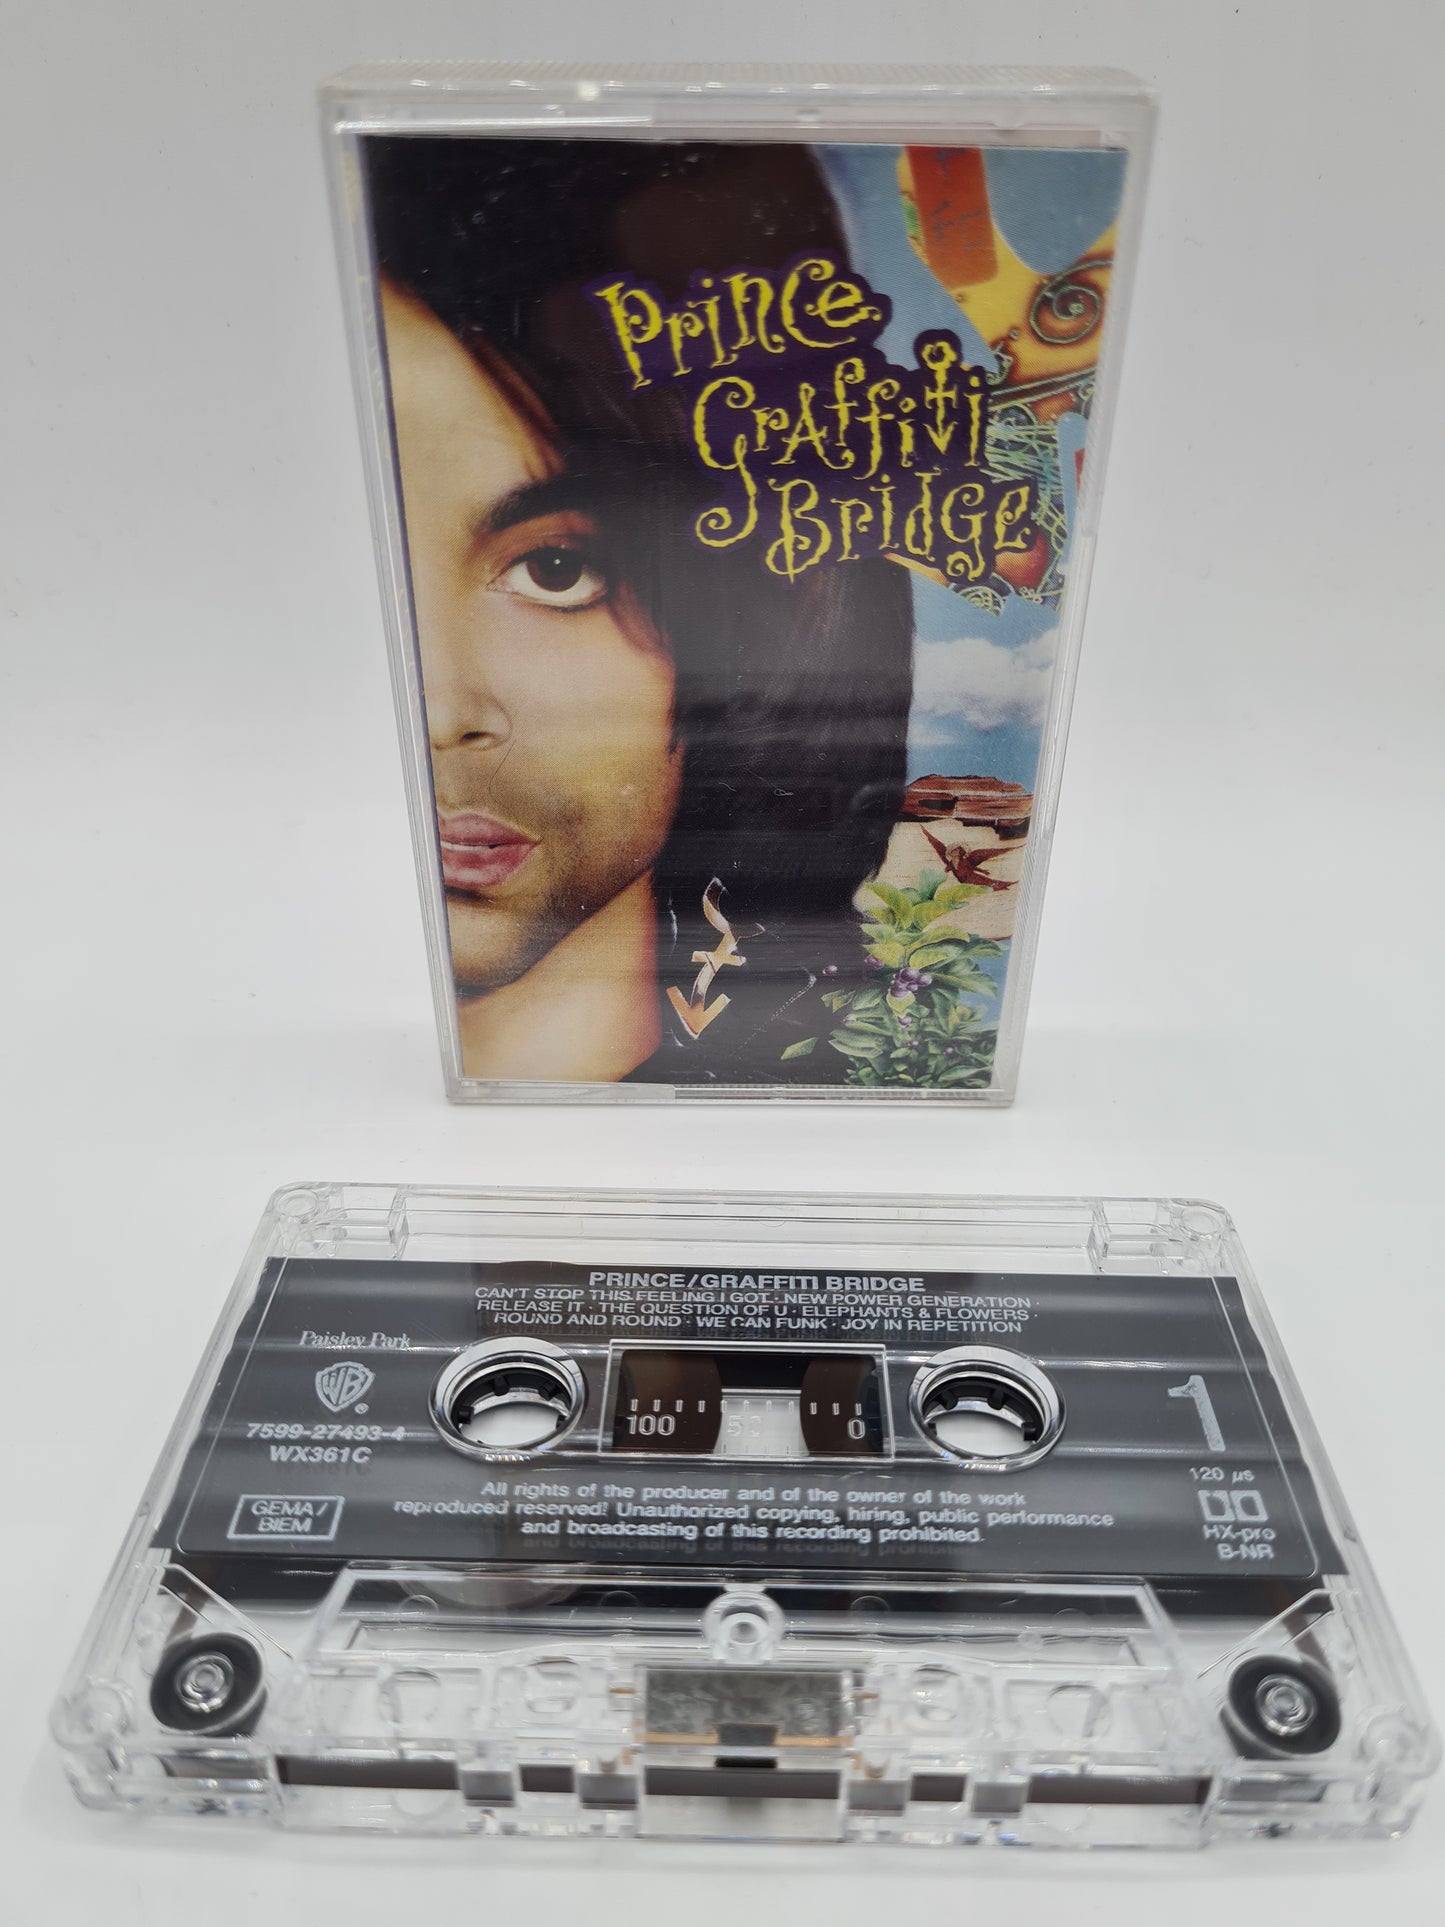 Prince
Graffiti
Bridge
PRINCE/GRAFFITI BRIDGE
CAN'T STOP THIS FEELING I GOT · NEW POWER GENERATION ·
RELEASE IT · THE QUESTION OF U · ELEPHANTS & FLOWERS ·
ROUND AND ROUND · WE CAN FUNK · JOY IN REPETITION
Paisley Park
WB
®
7599-27493-4
WX361C
GEMA/
BIEM
100 50 0
1
120 µs
HX-pro
B-NR
All rights of the producer and of the owner of the work
reproduced reserved! Unauthorized copying, hiring, public performance
and broadcasting of this recording prohibited.